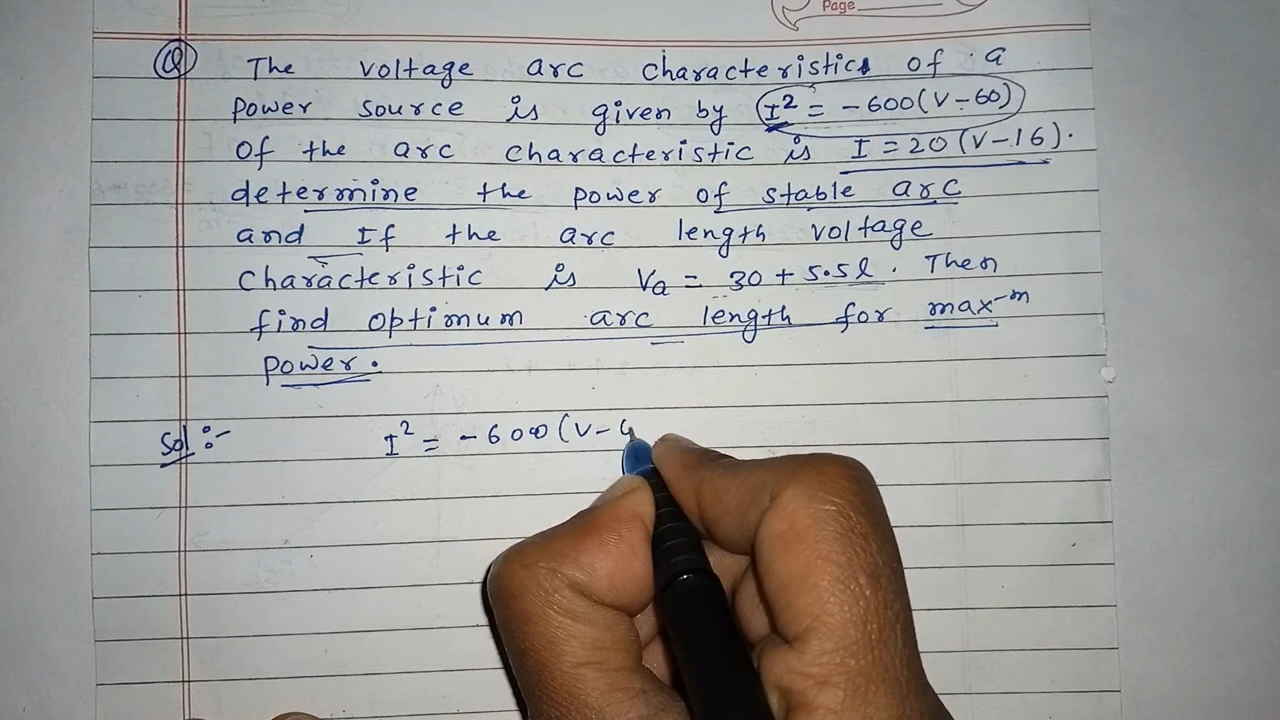 Page
Q The voltage arc characteristics of a
power source is given by I² = -600(V-60)
Of the arc characteristic is I = 20(V-16).
determine the power of stable arc
and If the arc length voltage
characteristic is Va = 30 + 5.5l. Then
find optimum arc length for max-m
power.
Sol :- I² = -600(V-6